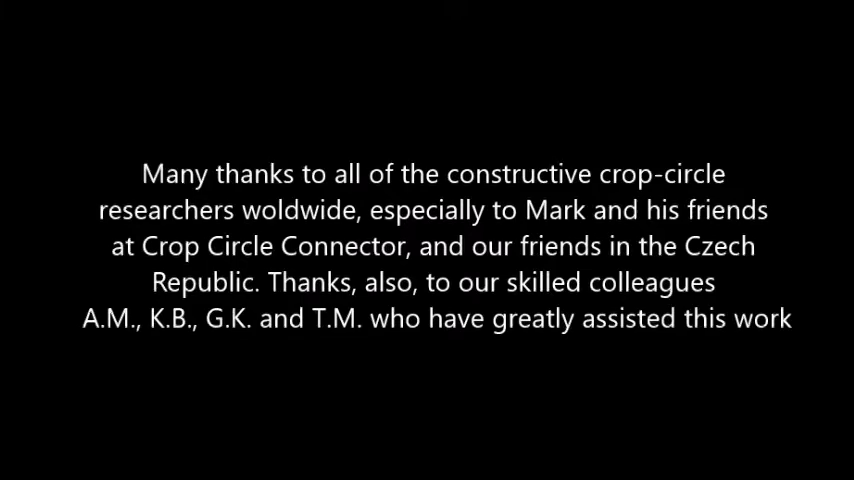 Many thanks to all of the constructive crop-circle
researchers woldwide, especially to Mark and his friends
at Crop Circle Connector, and our friends in the Czech
Republic. Thanks, also, to our skilled colleagues
A.M., K.B., G.K. and T.M. who have greatly assisted this work